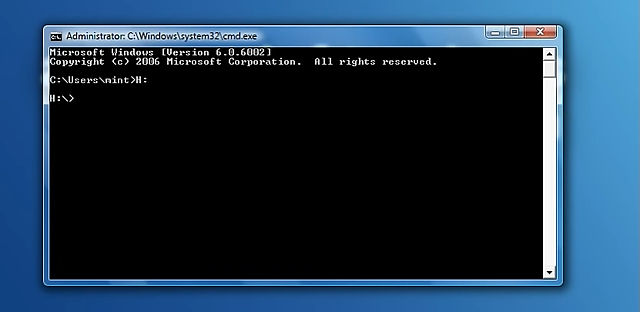 Administrator: C:\Windows\system32\cmd.exe
Microsoft Windows [Version 6.0.6002]
Copyright (c) 2006 Microsoft Corporation.  All rights reserved.
C:\Users\mint>H:
H:\>